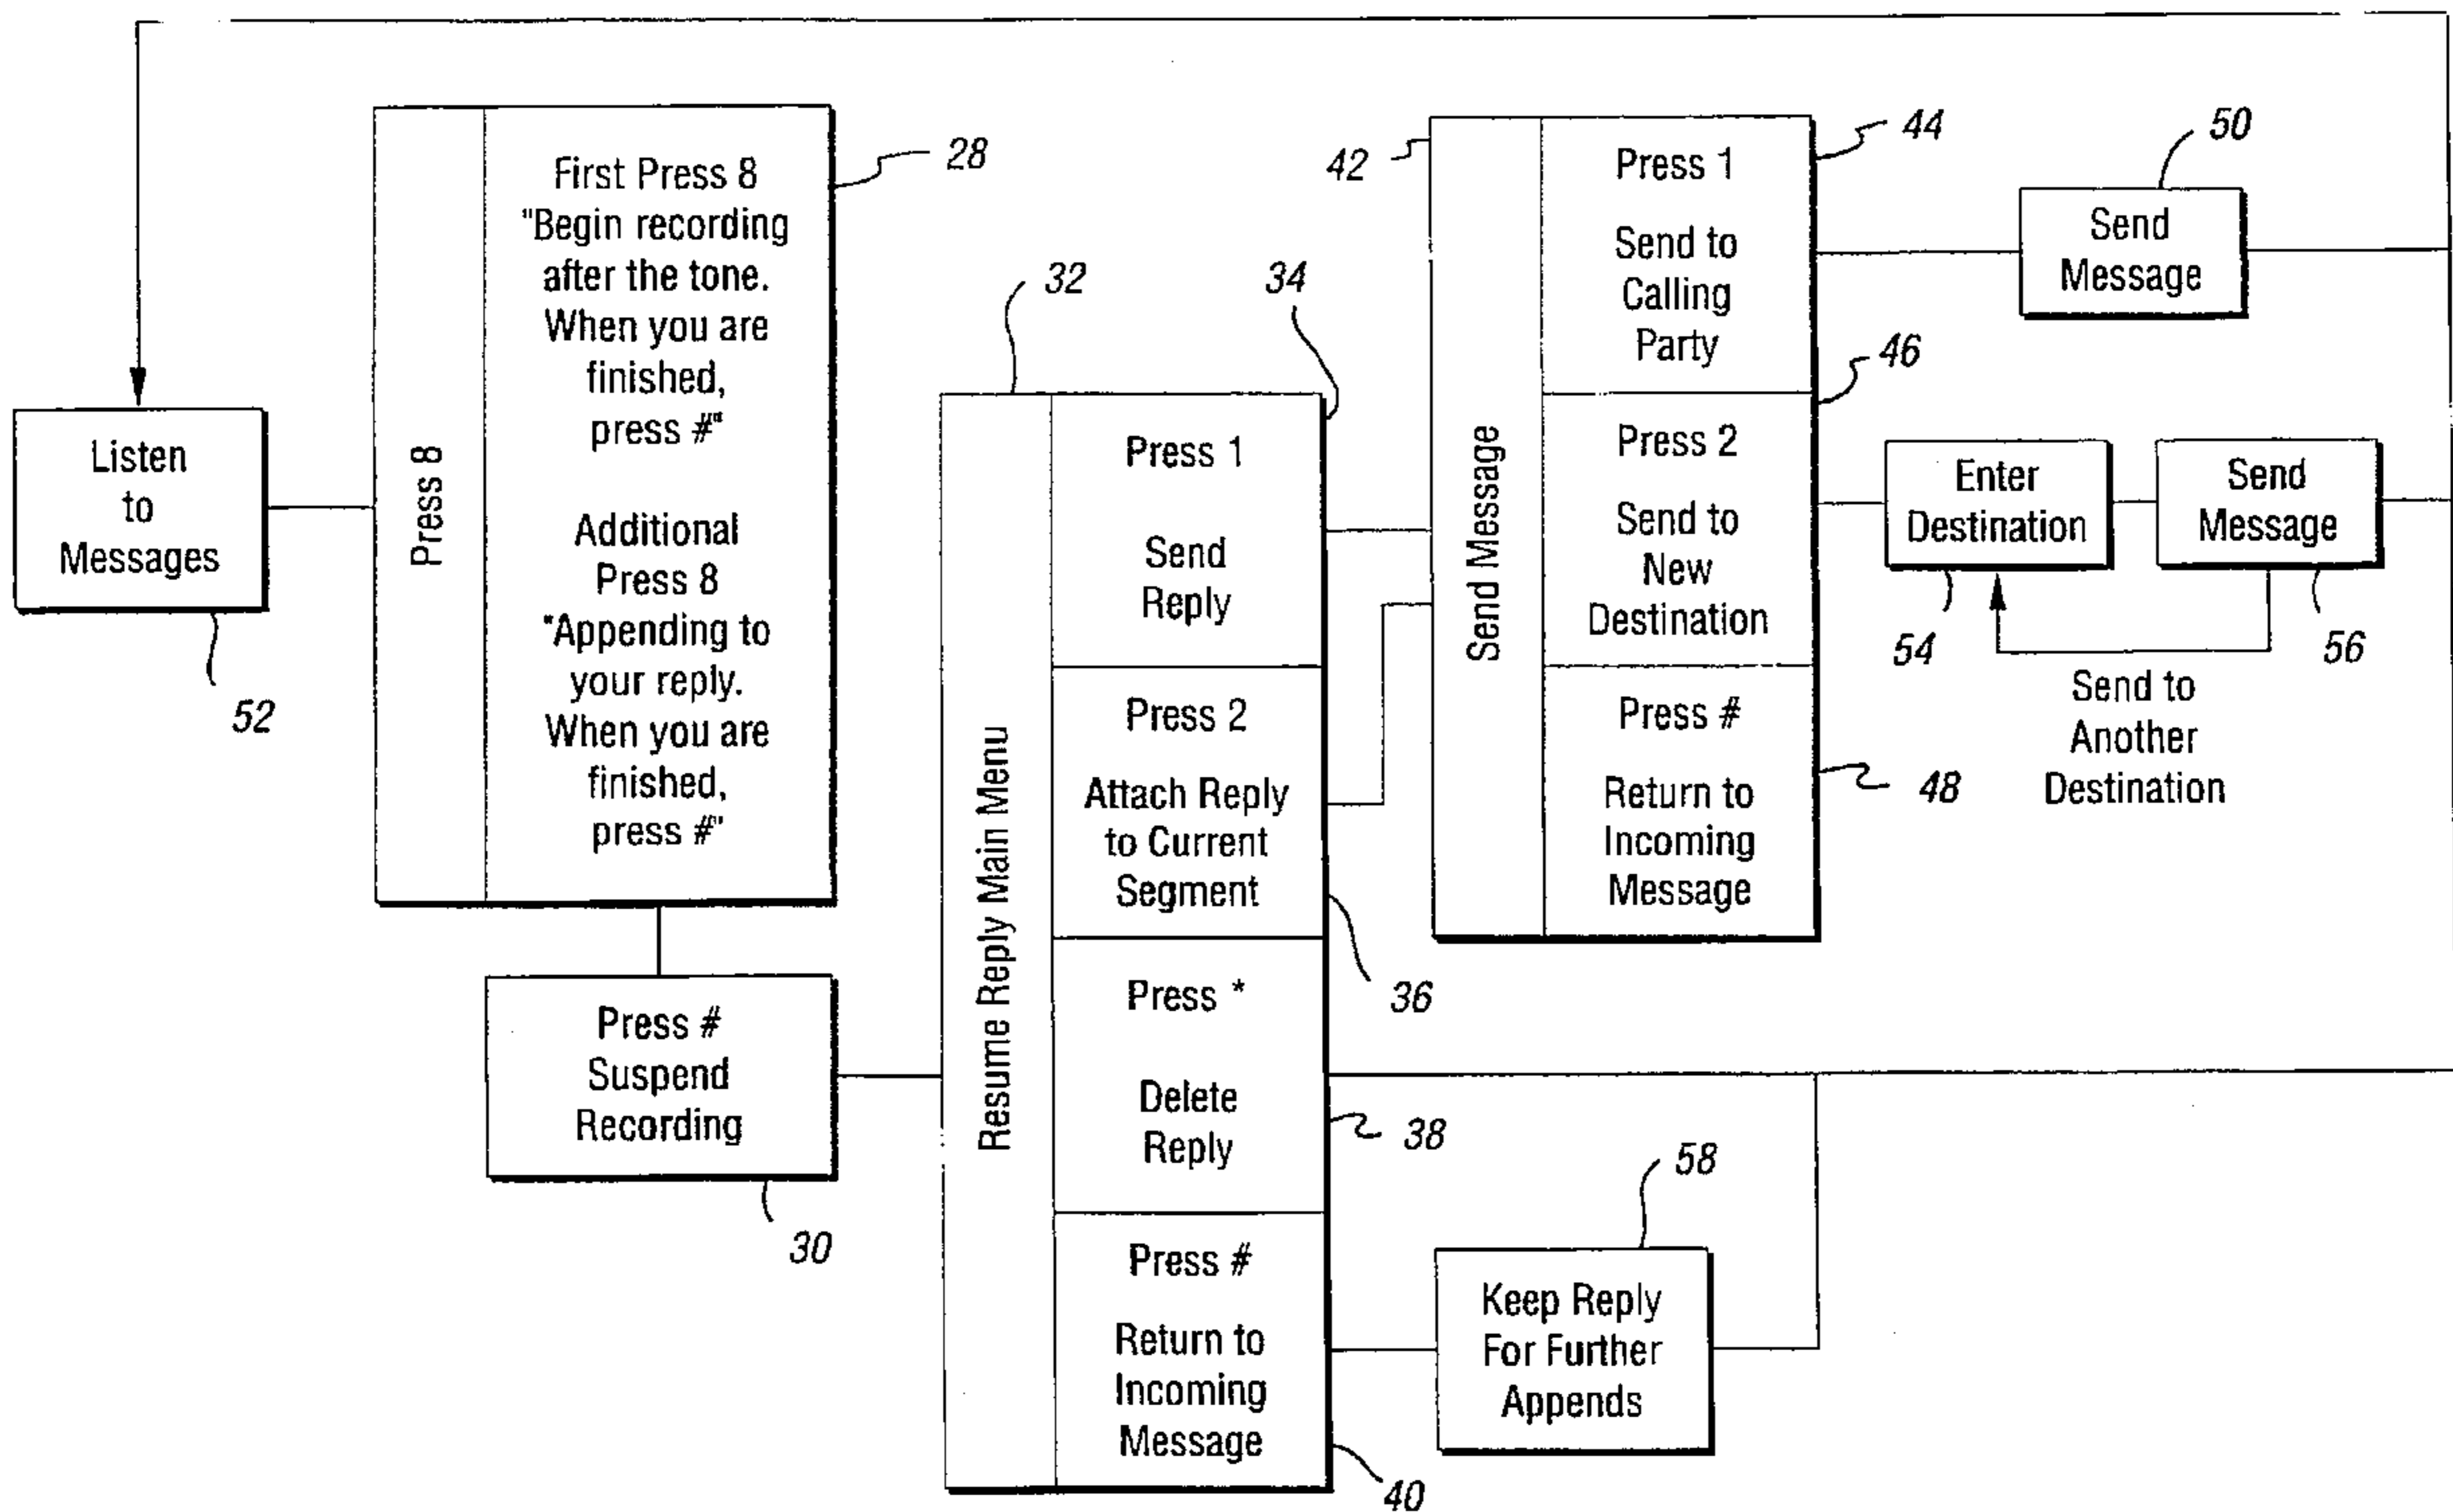 Listen
to
Messages
52
Press 8
First Press 8
"Begin recording
after the tone.
When you are
finished,
press #"
Additional
Press 8
"Appending to
your reply.
When you are
finished,
press #"
28
Press #
Suspend
Recording
30
Resume Reply Main Menu
32
Press 1
Send
Reply
34
Press 2
Attach Reply
to Current
Segment
36
Press *
Delete
Reply
38
Press #
Return to
Incoming
Message
40
Send Message
42
Press 1
Send to
Calling
Party
44
Press 2
Send to
New
Destination
46
Press #
Return to
Incoming
Message
48
Send
Message
50
Enter
Destination
54
Send
Message
56
Send to
Another
Destination
Keep Reply
For Further
Appends
58